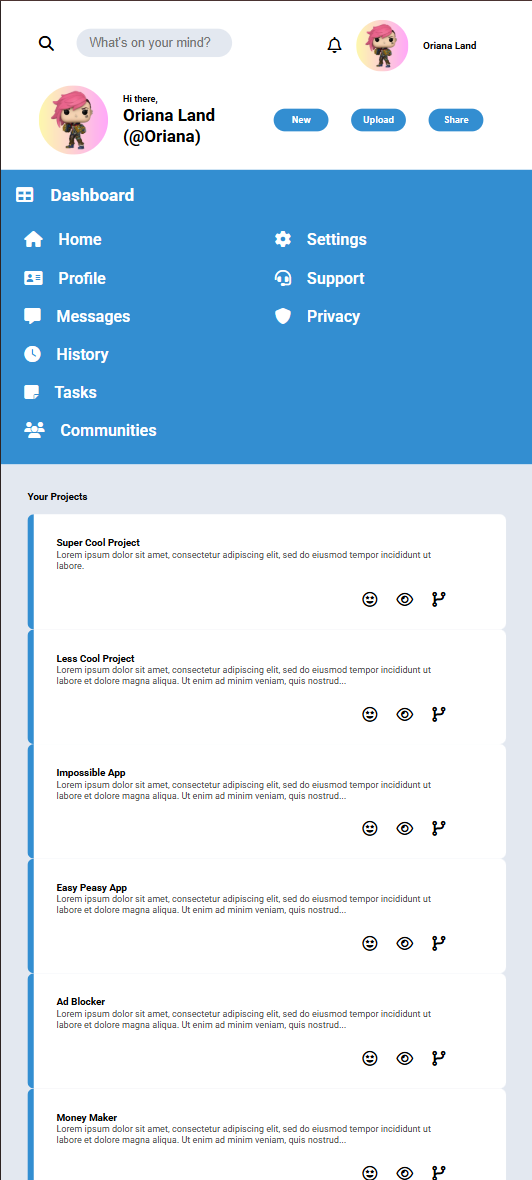 What's on your mind?
Oriana Land
Hi there,
Oriana Land
(@Oriana)
New
Upload
Share
Dashboard
Home
Profile
Messages
History
Tasks
Communities
Settings
Support
Privacy
Your Projects
Super Cool Project
Lorem ipsum dolor sit amet, consectetur adipiscing elit, sed do eiusmod tempor incididunt ut
labore.
Less Cool Project
Lorem ipsum dolor sit amet, consectetur adipiscing elit, sed do eiusmod tempor incididunt ut
labore et dolore magna aliqua. Ut enim ad minim veniam, quis nostrud...
Impossible App
Lorem ipsum dolor sit amet, consectetur adipiscing elit, sed do eiusmod tempor incididunt ut
labore et dolore magna aliqua. Ut enim ad minim veniam, quis nostrud...
Easy Peasy App
Lorem ipsum dolor sit amet, consectetur adipiscing elit, sed do eiusmod tempor incididunt ut
labore et dolore magna aliqua. Ut enim ad minim veniam, quis nostrud...
Ad Blocker
Lorem ipsum dolor sit amet, consectetur adipiscing elit, sed do eiusmod tempor incididunt ut
labore et dolore magna aliqua. Ut enim ad minim veniam, quis nostrud...
Money Maker
Lorem ipsum dolor sit amet, consectetur adipiscing elit, sed do eiusmod tempor incididunt ut
labore et dolore magna aliqua. Ut enim ad minim veniam, quis nostrud...